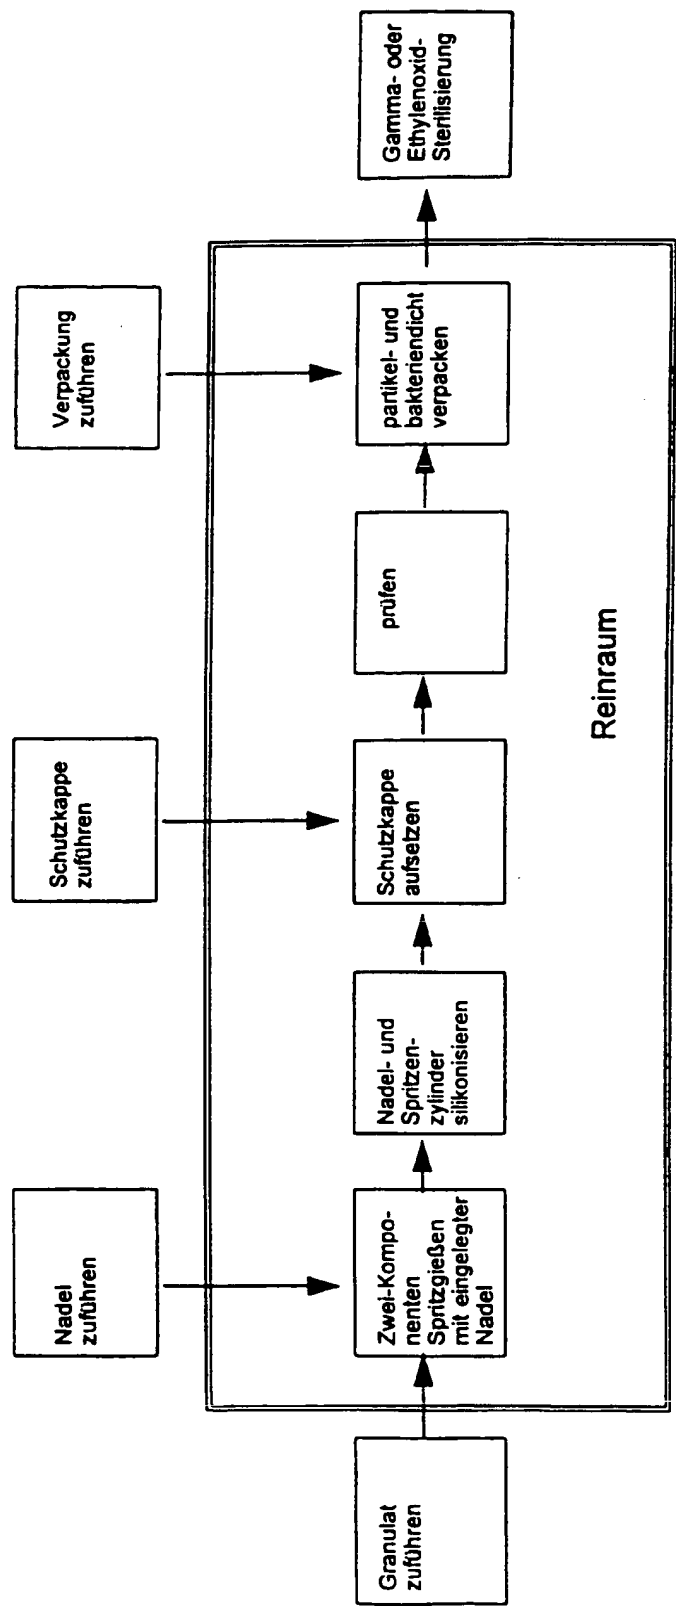 Nadel
zuführen
Schutzkappe
zuführen
Verpackung
zuführen
Granulat
zuführen
Zwei-Kompo-
nenten
Spritzgießen
mit eingelegter
Nadel
Nadel- und
Spritzen-
zylinder
silikonisieren
Schutzkappe
aufsetzen
prüfen
partikel- und
bakteriendicht
verpacken
Gamma- oder
Ethylenoxid-
Sterilisierung
Reinraum